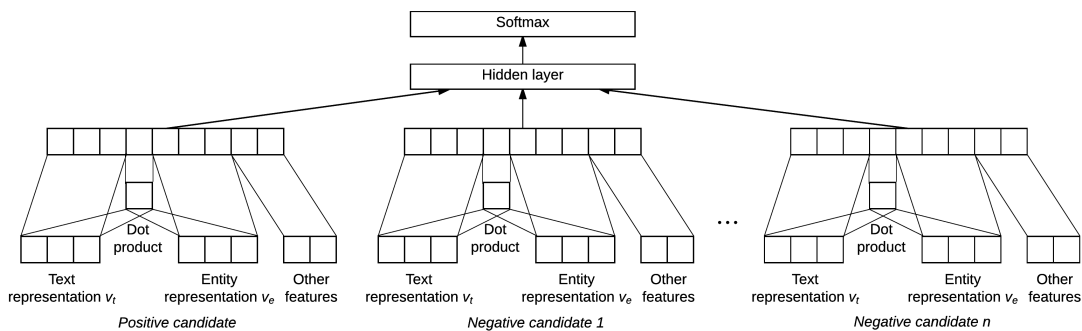 Softmax
Hidden layer
Dot
product
Dot
product
...
Dot
product
Text
representation vt
Entity
representation ve
Other
features
Text
representation vt
Entity
representation ve
Other
features
Text
representation vt
Entity
representation ve
Other
features
Positive candidate
Negative candidate 1
Negative candidate n